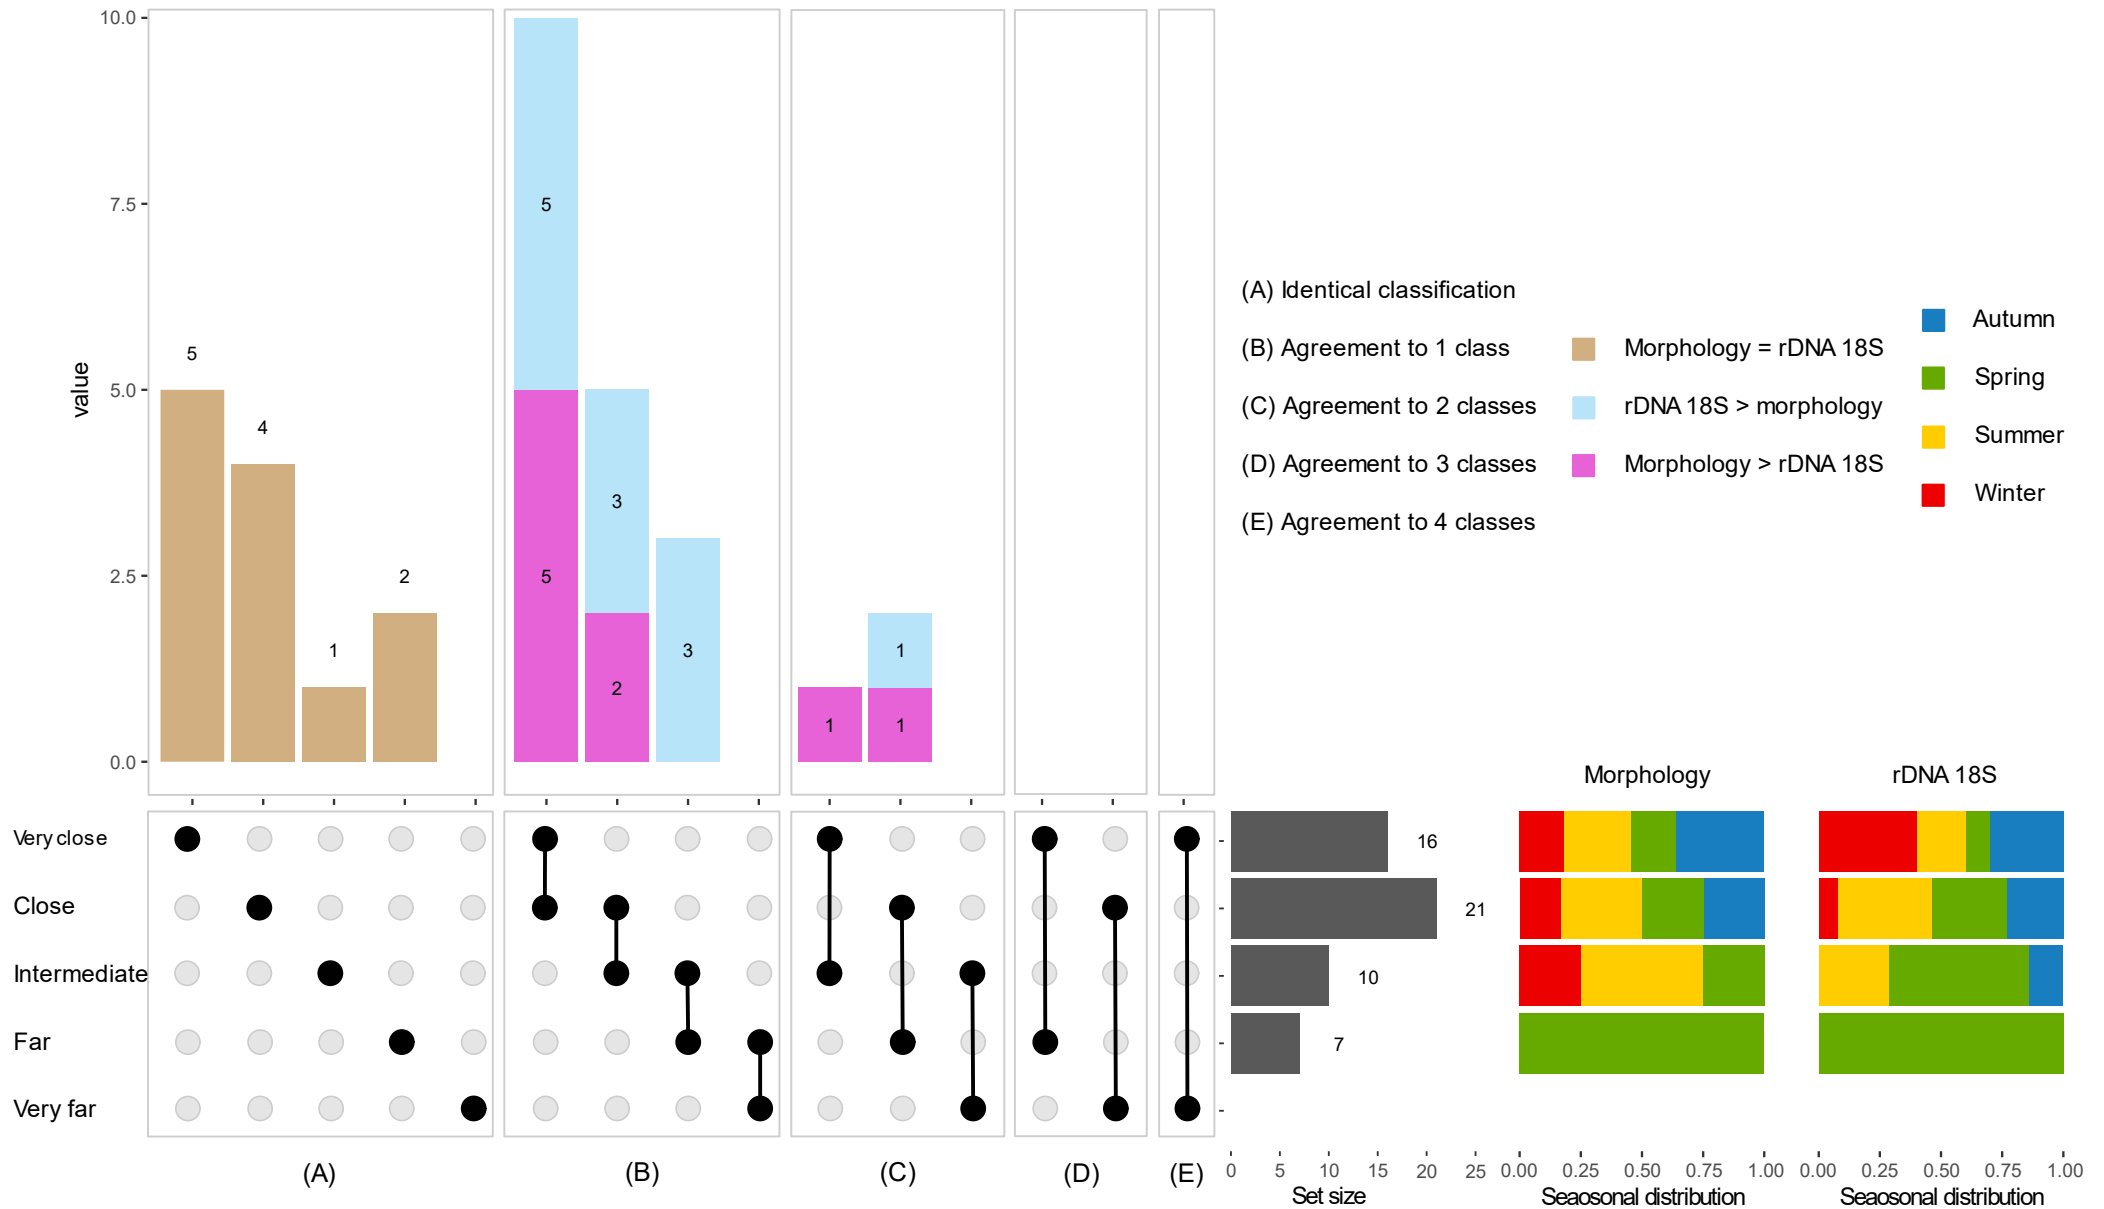 10.0
7.5
5.0
2.5
0.0
value
5
4
1
2
5
5
3
2
3
1
1
1
(A) Identical classification
(B) Agreement to 1 class
(C) Agreement to 2 classes
(D) Agreement to 3 classes
(E) Agreement to 4 classes
Morphology = rDNA 18S
rDNA 18S > morphology
Morphology > rDNA 18S
Autumn
Spring
Summer
Winter
Very close
Close
Intermediate
Far
Very far
(A)
(B)
(C)
(D)
(E)
16
21
10
7
0 5 10 15 20 25
Set size
Morphology
0.00 0.25 0.50 0.75 1.00
Seaosonal distribution
rDNA 18S
0.00 0.25 0.50 0.75 1.00
Seaosonal distribution